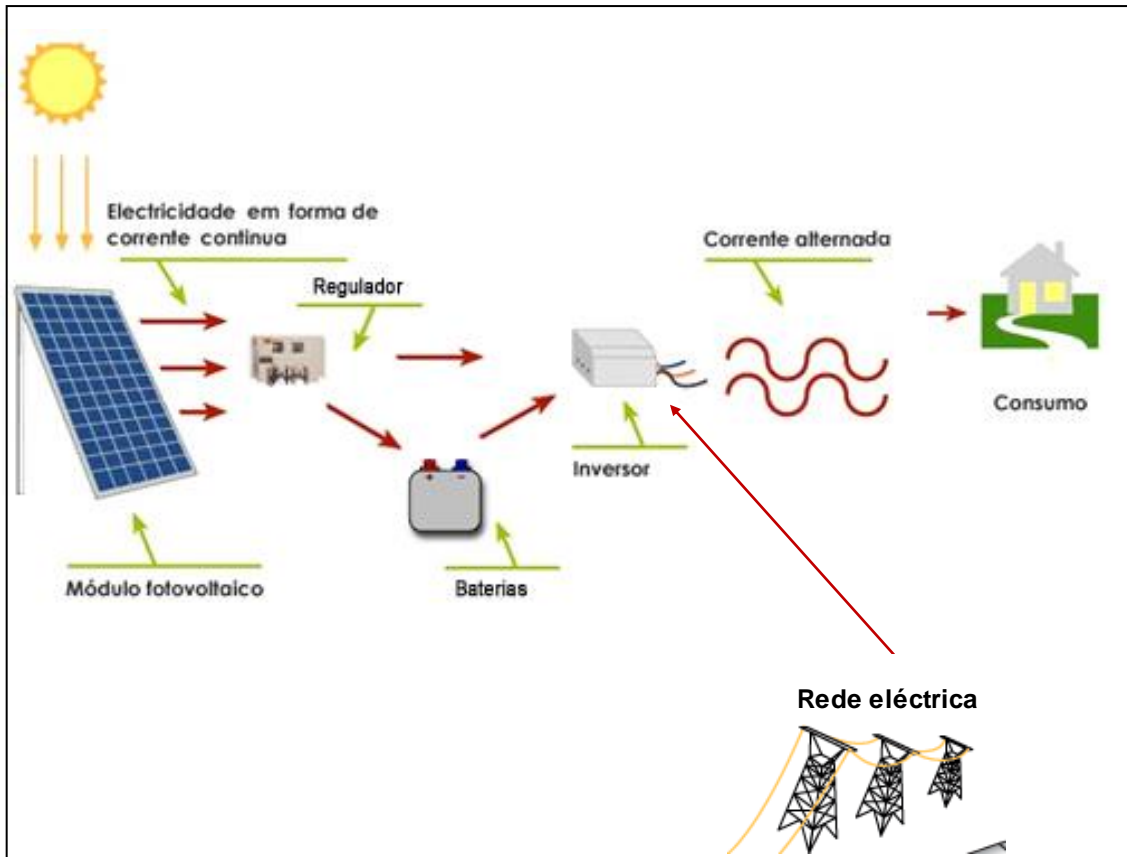 Electricidade em forma de
corrente continua
Regulador
Corrente alternada
Consumo
Inversor
Módulo fotovoltaico
Baterias
Rede eléctrica